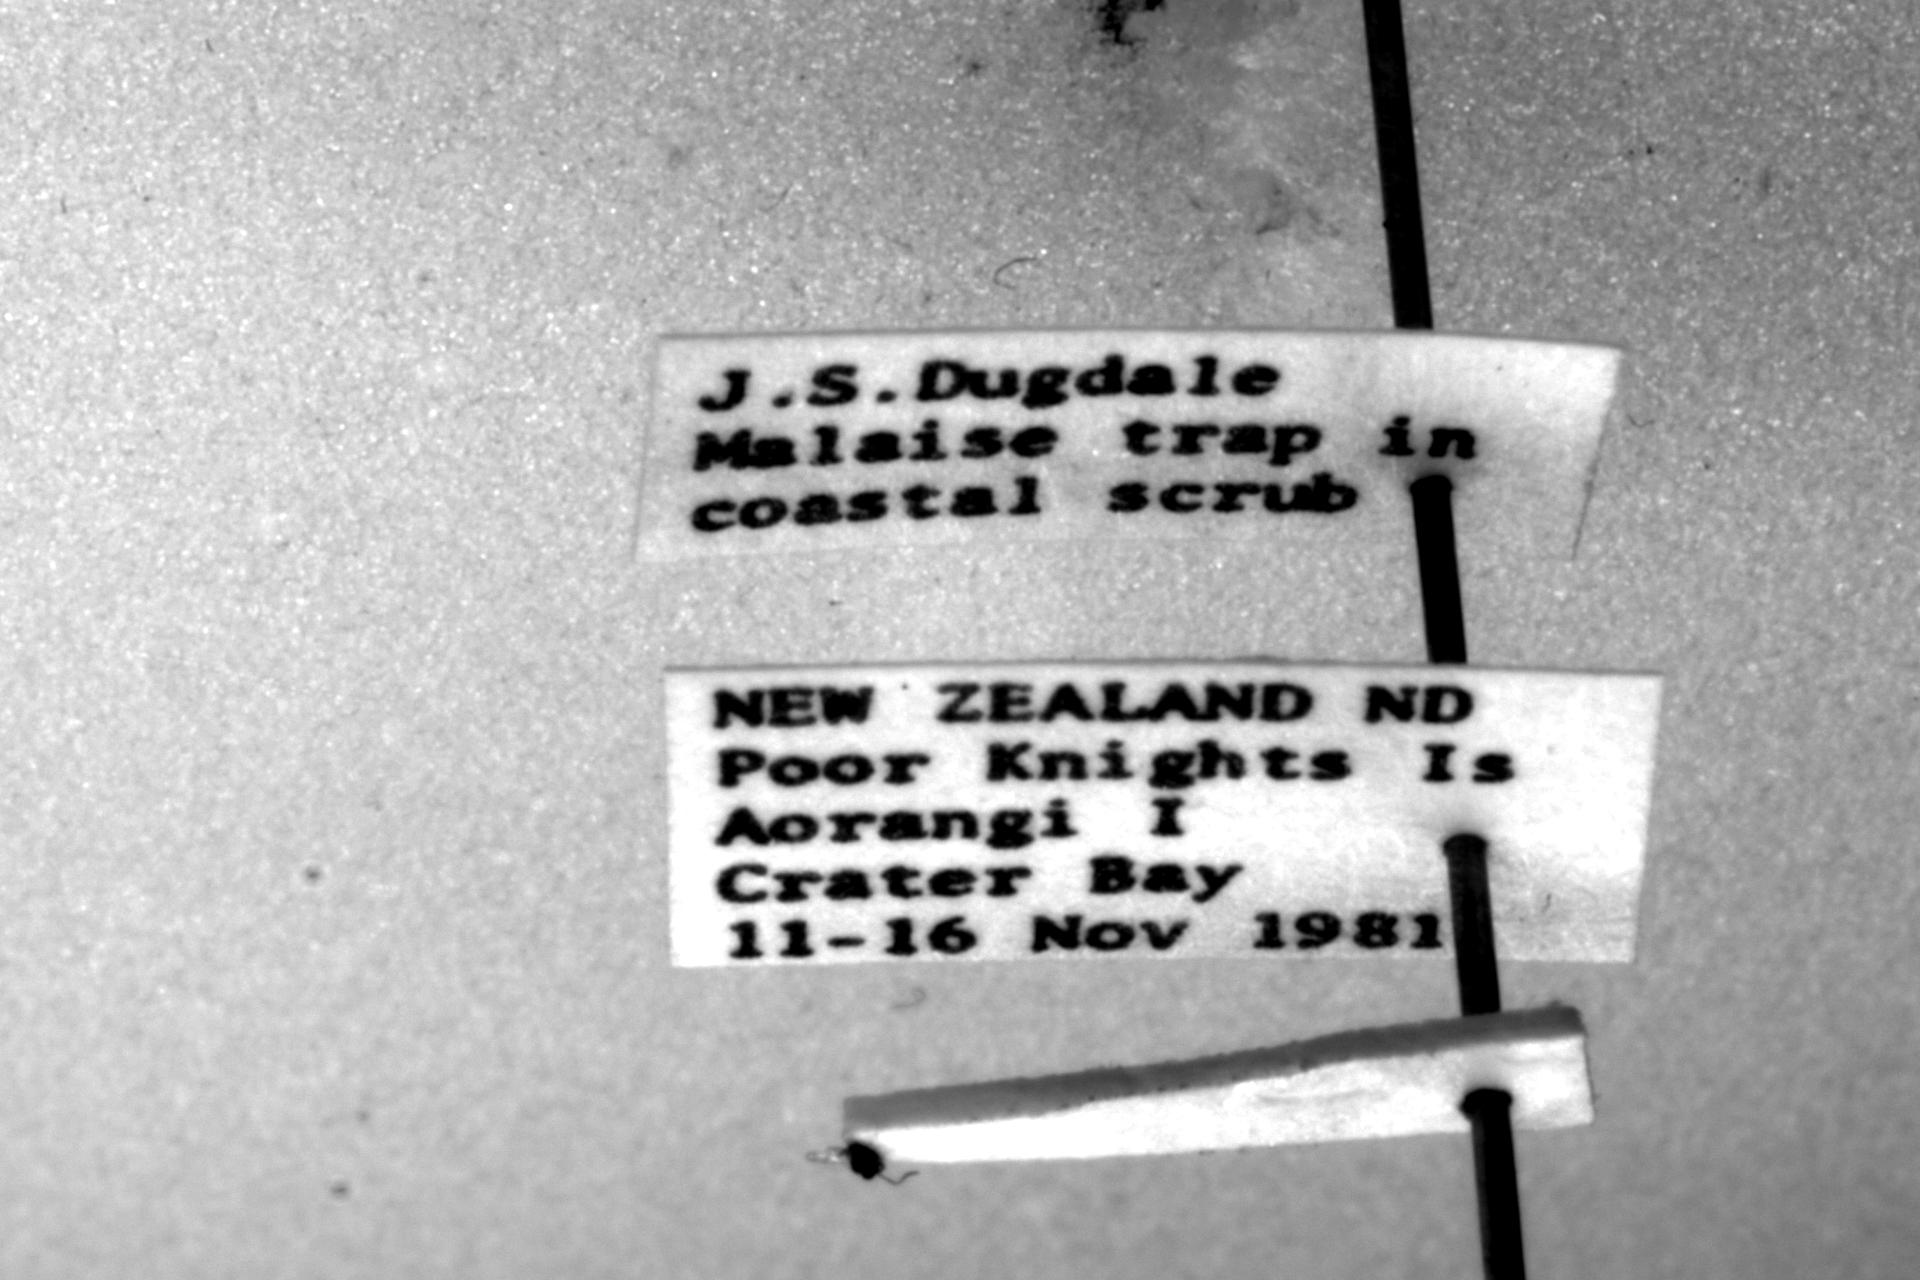 J.S.Dugdale
Malaise trap in
coastal scrub
NEW ZEALAND ND
Poor Knights Is
Aorangi I
Crater Bay
11-16 Nov 1981